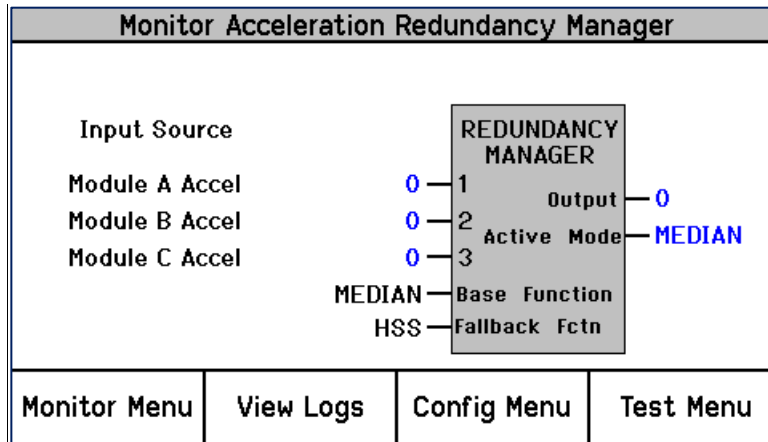 Monitor Acceleration Redundancy Manager
Input Source
REDUNDANCY
MANAGER
Module A Accel 0 1
Output 0
Module B Accel 0 2
Active Mode MEDIAN
Module C Accel 0 3
MEDIAN Base Function
HSS Fallback Fctn
Monitor Menu View Logs Config Menu Test Menu